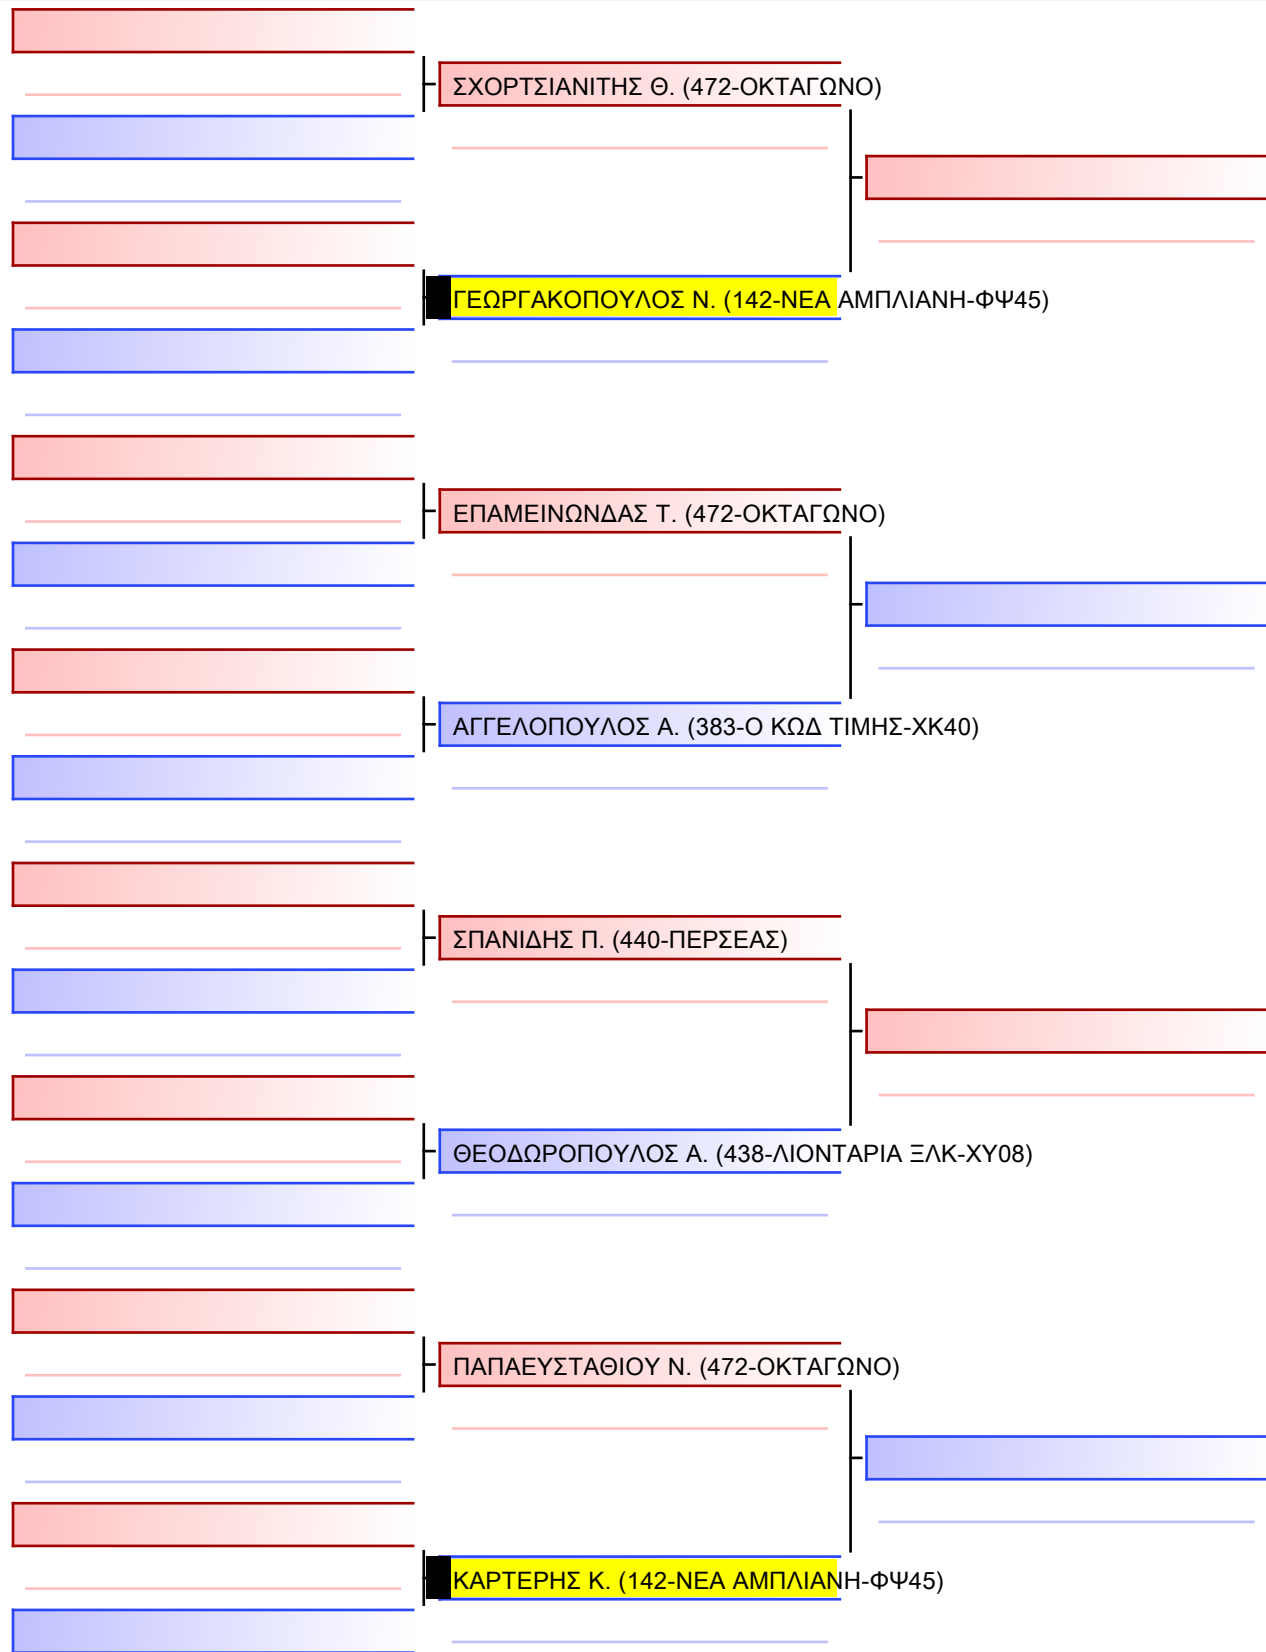 ΣΧΟΡΤΣΙΑΝΙΤΗΣ Θ. (472-ΟΚΤΑΓΩΝΟ)
ΓΕΩΡΓΑΚΟΠΟΥΛΟΣ Ν. (142-ΝΕΑ ΑΜΠΛΙΑΝΗ-ΦΨ45)
ΕΠΑΜΕΙΝΩΝΔΑΣ Τ. (472-ΟΚΤΑΓΩΝΟ)
ΑΓΓΕΛΟΠΟΥΛΟΣ Α. (383-Ο ΚΩΔ ΤΙΜΗΣ-ΧΚ40)
ΣΠΑΝΙΔΗΣ Π. (440-ΠΕΡΣΕΑΣ)
ΘΕΟΔΩΡΟΠΟΥΛΟΣ Α. (438-ΛΙΟΝΤΑΡΙΑ ΞΛΚ-ΧΥ08)
ΠΑΠΑΕΥΣΤΑΘΙΟΥ Ν. (472-ΟΚΤΑΓΩΝΟ)
ΚΑΡΤΕΡΗΣ Κ. (142-ΝΕΑ ΑΜΠΛΙΑΝΗ-ΦΨ45)